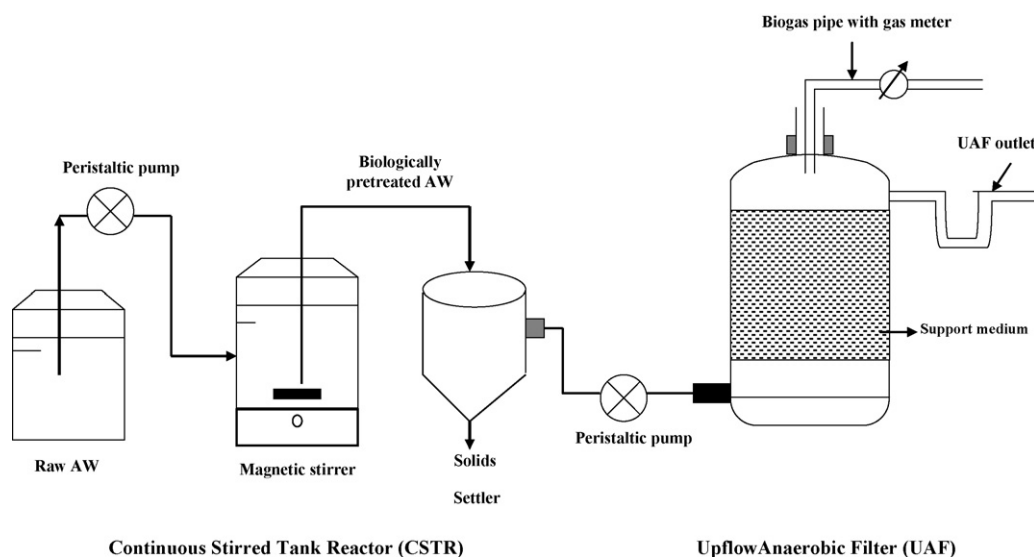 Biogas pipe with gas meter
Peristaltic pump
Biologically
pretreated AW
UAF outlet
Support medium
Peristaltic pump
Raw AW
Magnetic stirrer
Solids
Settler
Continuous Stirred Tank Reactor (CSTR)
UpflowAnaerobic Filter (UAF)